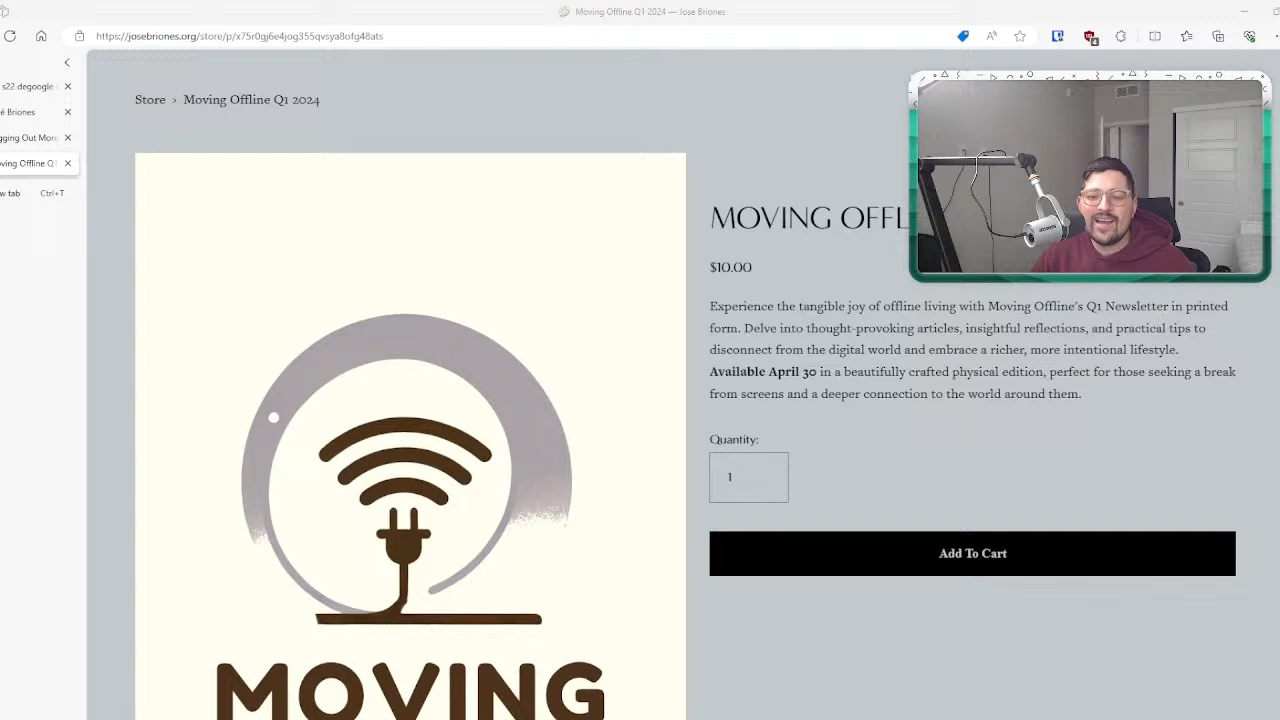 Moving Offline Q1 2024 — Jose Briones
https://josebriones.org/store/p/x75r0gj6e4jog355qvsya8ofg48ats
s22 degoogle
é Briones
gging Out More
oving Offline Q1
w tab Ctrl+T
Store › Moving Offline Q1 2024
MOVING OFFL
$10.00
Experience the tangible joy of offline living with Moving Offline's Q1 Newsletter in printed
form. Delve into thought-provoking articles, insightful reflections, and practical tips to
disconnect from the digital world and embrace a richer, more intentional lifestyle.
Available April 30 in a beautifully crafted physical edition, perfect for those seeking a break
from screens and a deeper connection to the world around them.
Quantity:
1
Add To Cart
MOVING